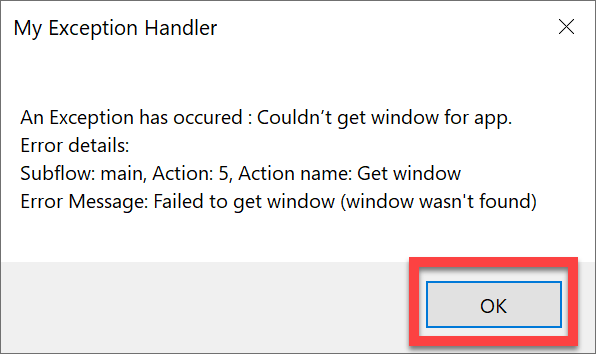 My Exception Handler
An Exception has occured : Couldn’t get window for app.
Error details:
Subflow: main, Action: 5, Action name: Get window
Error Message: Failed to get window (window wasn't found)
OK